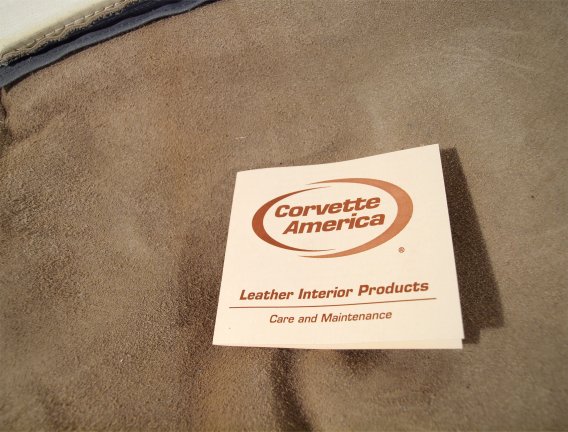 Corvette
America
®
Leather Interior Products
Care and Maintenance